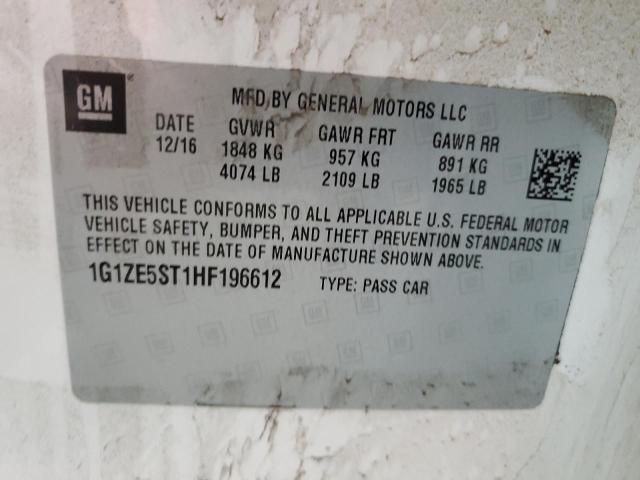 GM
MFD BY GENERAL MOTORS LLC
DATE GVWR GAWR FRT GAWR RR
12/16 1848 KG 957 KG 891 KG
4074 LB 2109 LB 1965 LB
THIS VEHICLE CONFORMS TO ALL APPLICABLE U.S. FEDERAL MOTOR
VEHICLE SAFETY, BUMPER, AND THEFT PREVENTION STANDARDS IN
EFFECT ON THE DATE OF MANUFACTURE SHOWN ABOVE.
1G1ZE5ST1HF196612 TYPE: PASS CAR